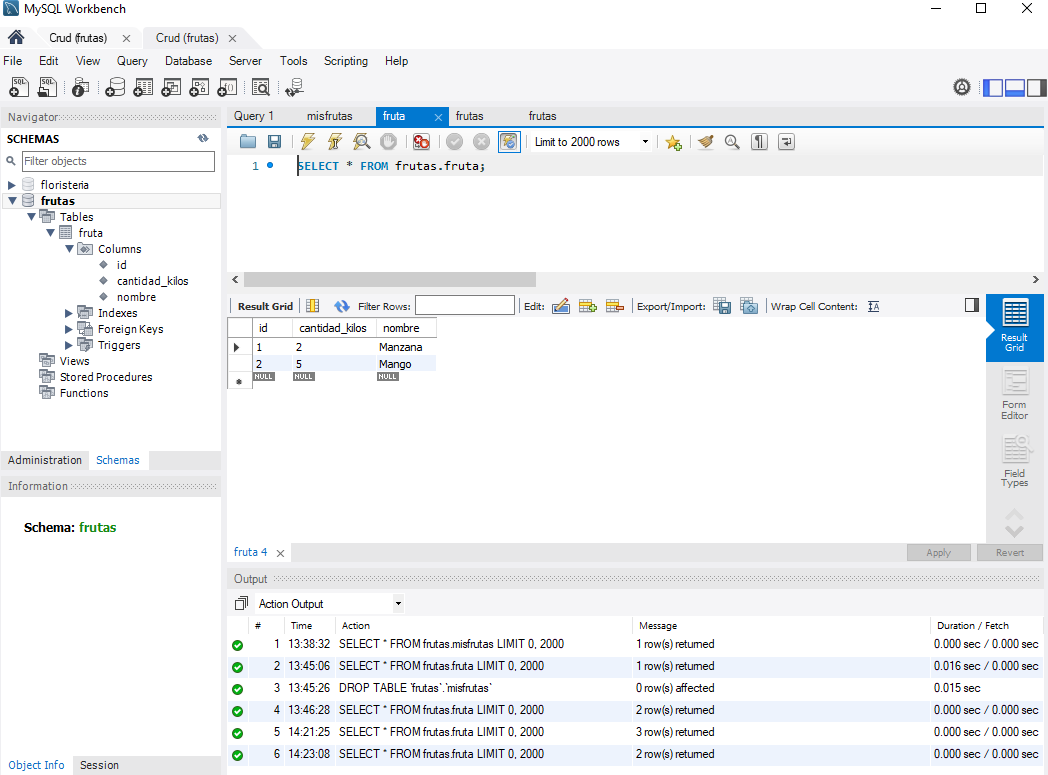 MySQL Workbench
Crud (frutas) Crud (frutas)
File Edit View Query Database Server Tools Scripting Help
Navigator
SCHEMAS
Filter objects
floristeria
frutas
Tables
fruta
Columns
id
cantidad_kilos
nombre
Indexes
Foreign Keys
Triggers
Views
Stored Procedures
Functions
Administration Schemas
Information
Schema: frutas
Object Info Session
Query 1 misfrutas fruta frutas frutas
Limit to 2000 rows
1 SELECT * FROM frutas.fruta;
Result Grid Filter Rows: Edit: Export/Import: Wrap Cell Content:
id cantidad_kilos nombre
1 2 Manzana
2 5 Mango
NULL NULL NULL
Result
Grid
Form
Editor
Field
Types
fruta 4 Apply Revert
Output
Action Output
# Time Action Message Duration / Fetch
1 13:38:32 SELECT * FROM frutas.misfrutas LIMIT 0, 2000 1 row(s) returned 0.000 sec / 0.000 sec
2 13:45:06 SELECT * FROM frutas.fruta LIMIT 0, 2000 1 row(s) returned 0.016 sec / 0.000 sec
3 13:45:26 DROP TABLE `frutas`.`misfrutas` 0 row(s) affected 0.015 sec
4 13:46:28 SELECT * FROM frutas.fruta LIMIT 0, 2000 2 row(s) returned 0.000 sec / 0.000 sec
5 14:21:25 SELECT * FROM frutas.fruta LIMIT 0, 2000 3 row(s) returned 0.000 sec / 0.000 sec
6 14:23:08 SELECT * FROM frutas.fruta LIMIT 0, 2000 2 row(s) returned 0.000 sec / 0.000 sec